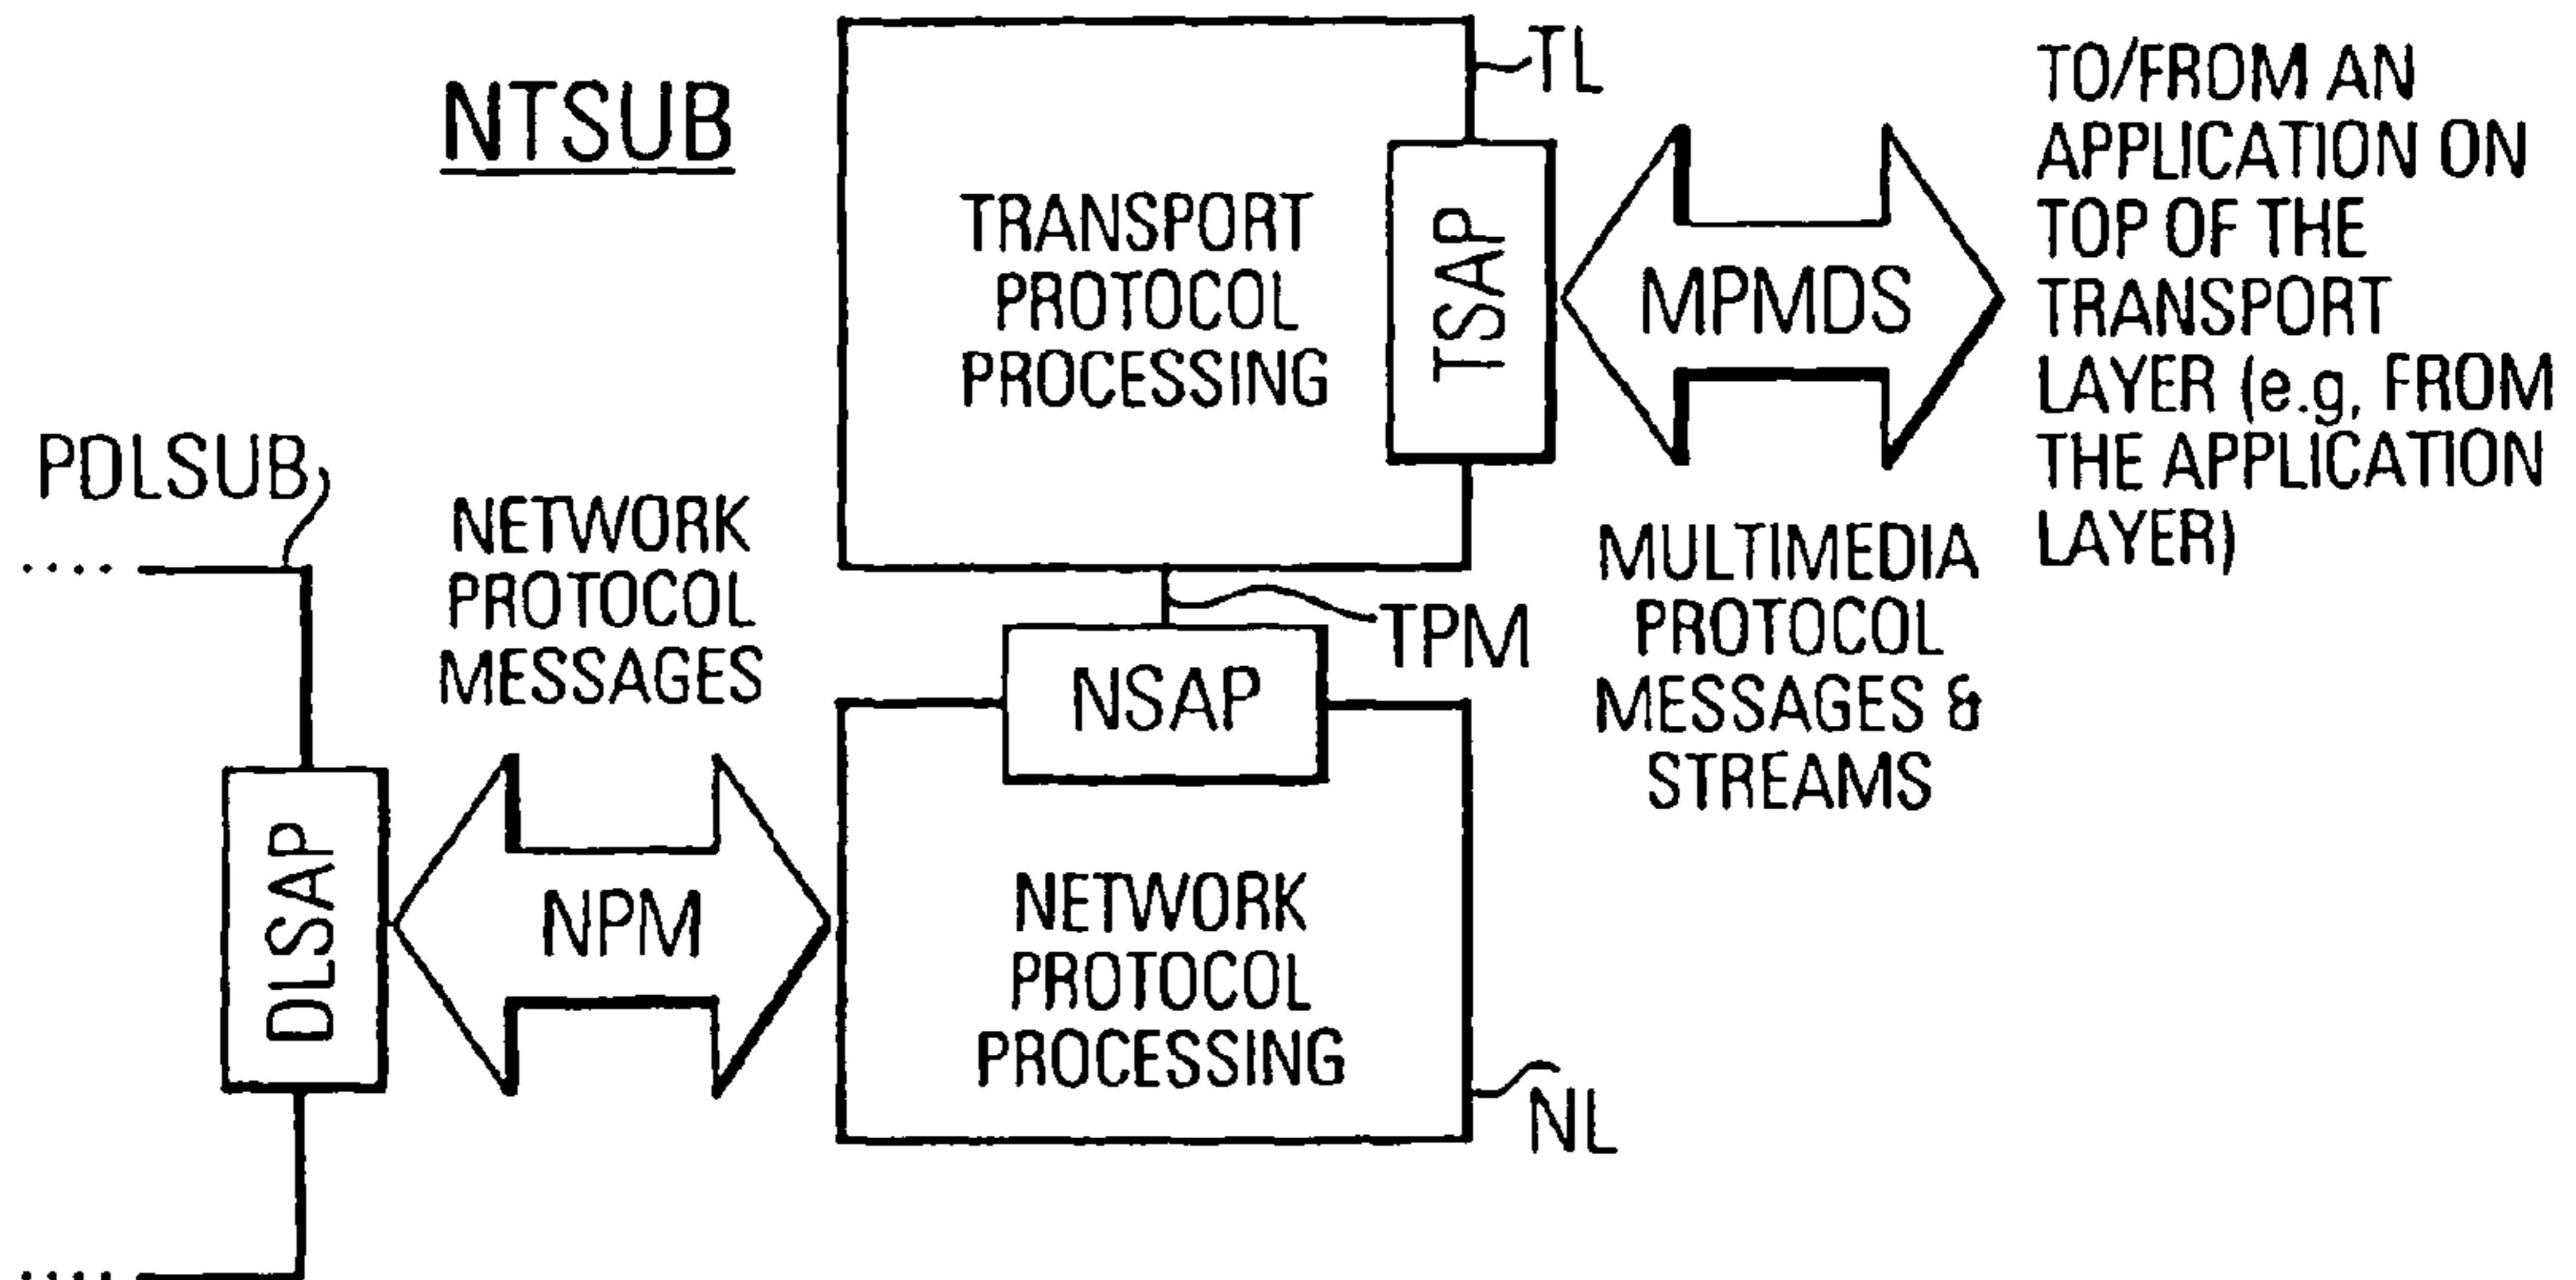 NTSUB
TL
TRANSPORT
PROTOCOL
PROCESSING
TSAP
MPMDS
TO/FROM AN
APPLICATION ON
TOP OF THE
TRANSPORT
LAYER (e.g, FROM
THE APPLICATION
LAYER)
PDLSUB
NETWORK
PROTOCOL
MESSAGES
MULTIMEDIA
PROTOCOL
MESSAGES &
STREAMS
TPM
NSAP
DLSAP
NPM
NETWORK
PROTOCOL
PROCESSING
NL